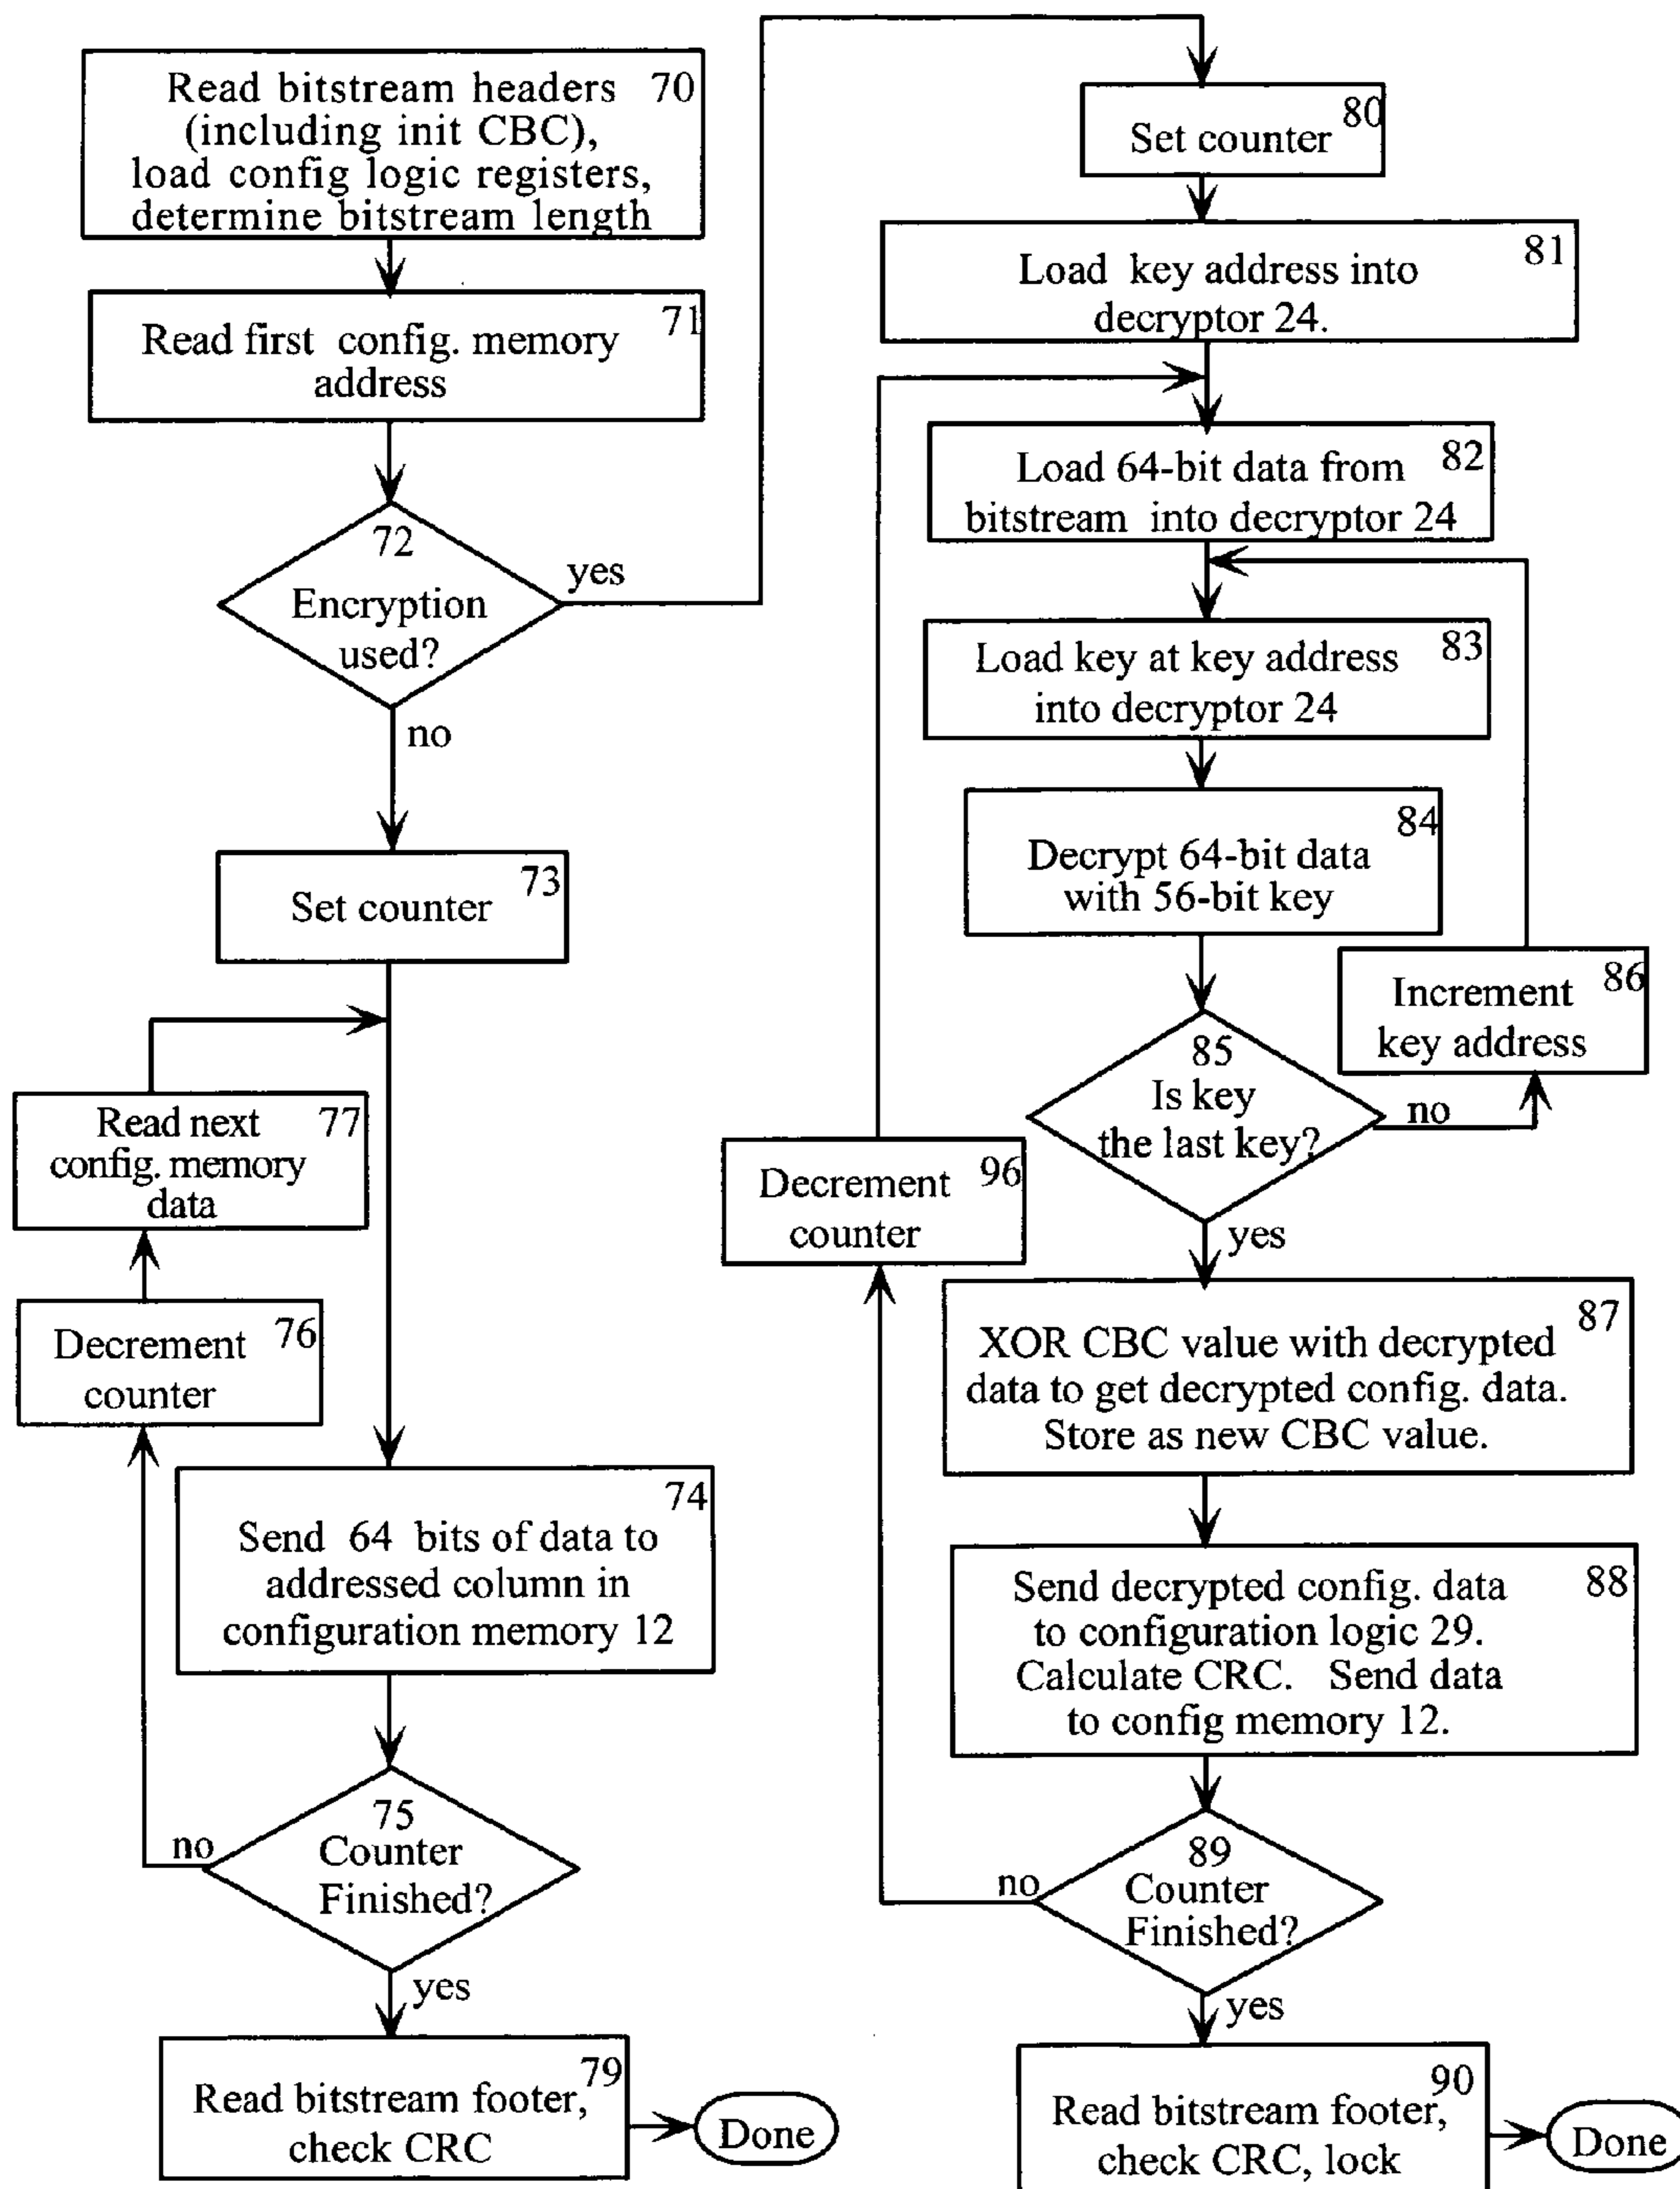 70
Read bitstream headers
(including init CBC),
load config logic registers,
determine bitstream length
71
Read first config. memory
address
72
Encryption
used?
yes
no
73
Set counter
77
Read next
config. memory
data
76
Decrement
counter
74
Send 64 bits of data to
addressed column in
configuration memory 12
75
Counter
Finished?
no
yes
79
Read bitstream footer,
check CRC
Done
80
Set counter
81
Load key address into
decryptor 24.
82
Load 64-bit data from
bitstream into decryptor 24
83
Load key at key address
into decryptor 24
84
Decrypt 64-bit data
with 56-bit key
85
Is key
the last key?
no
86
Increment
key address
yes
96
Decrement
counter
87
XOR CBC value with decrypted
data to get decrypted config. data.
Store as new CBC value.
88
Send decrypted config. data
to configuration logic 29.
Calculate CRC. Send data
to config memory 12.
89
Counter
Finished?
no
yes
90
Read bitstream footer,
check CRC, lock
Done